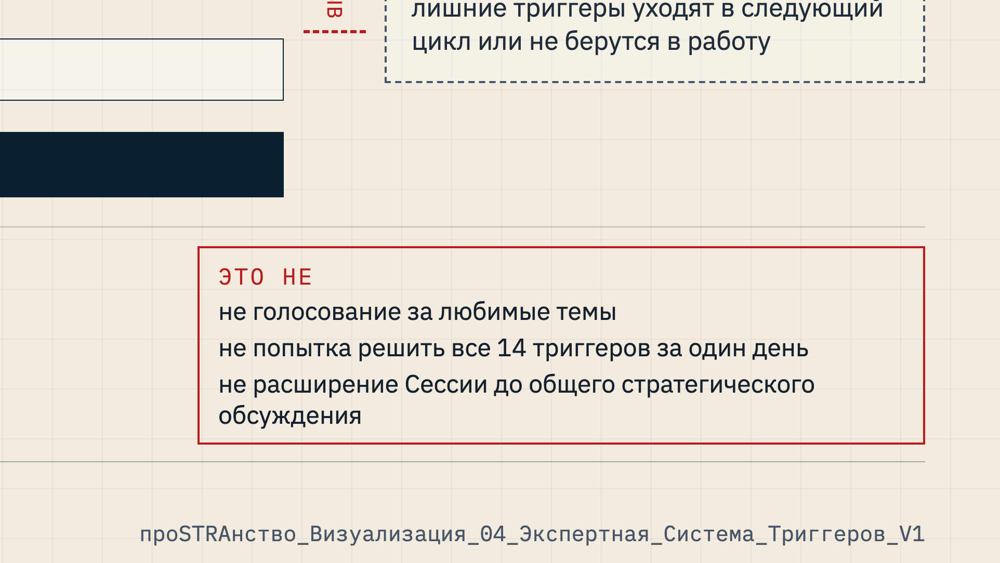 лишние триггеры уходят в следующий
цикл или не берутся в работу
ЭТО НЕ
не голосование за любимые темы
не попытка решить все 14 триггеров за один день
не расширение Сессии до общего стратегического
обсуждения
проSTRAнство_Визуализация_04_Экспертная_Система_Триггеров_V1